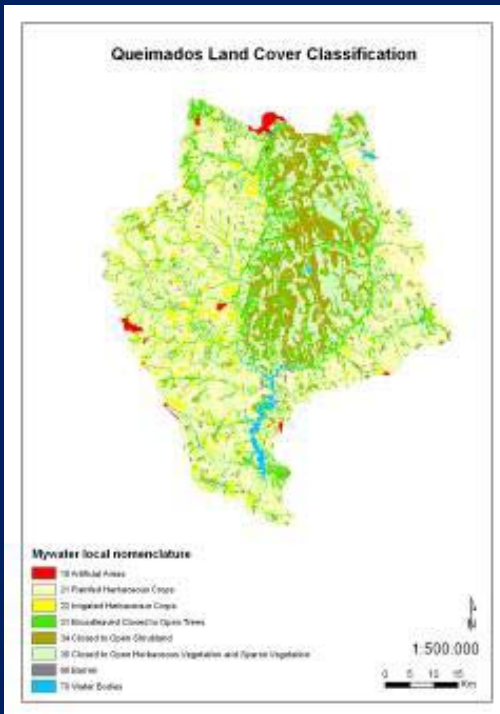 Queimados Land Cover Classification
Mywater local nomenclature
10 Artificial Areas
21 Rainfed Herbaceous Crops
22 Irrigated Herbaceous Crops
31 Broadleaved Closed to Open Trees
34 Closed to Open Shrubland
Closed to Open Herbaceous Vegetation and Sparse Vegetation
Barren
70 Water Bodies
N
1:500.000
0 5 10 15
Km